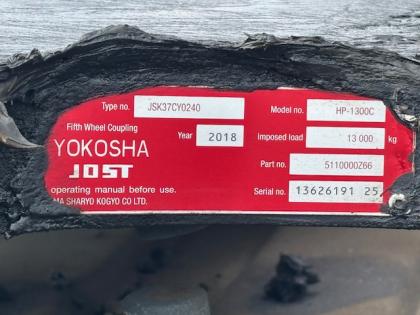 Type no. JSK37CY0240 Model no. HP-1300C
Fifth Wheel Coupling Year 2018 Imposed load 13 000 kg
YOKOSHA
JOST
Part no. 5110000Z66
operating manual before use. Serial no. 13626191 25
MA SHARYO KOGYO CO LTD.